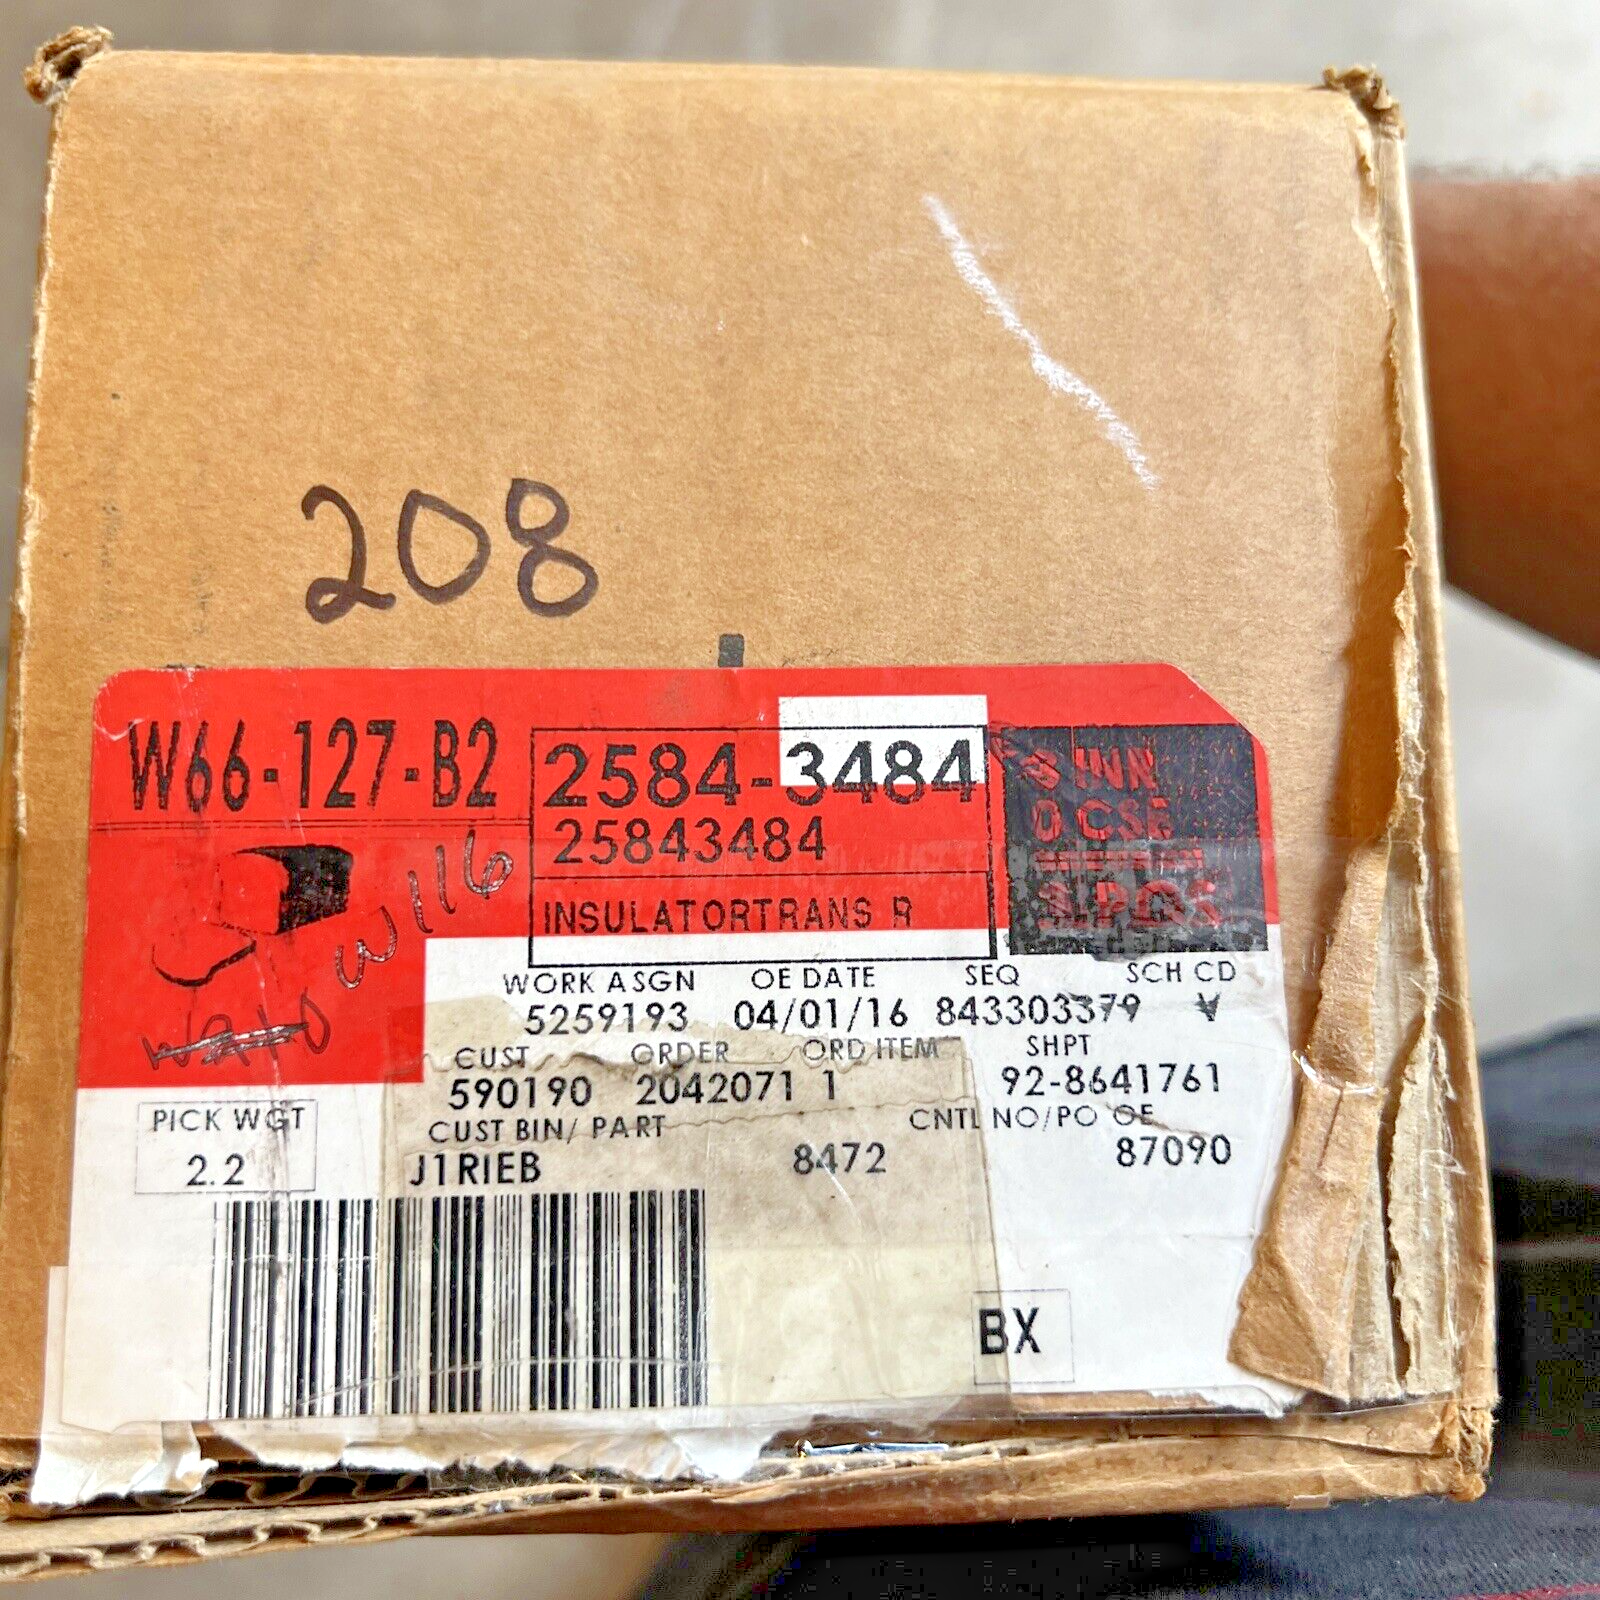 208
W66-127-B2
2584-3484
25843484
INSULATORTRANS R
0 CSE
W116
WORK ASGN OE DATE SEQ SCH CD
5259193 04/01/16 843303379
CUST ORDER ORD ITEM SHPT
590190 2042071 1 92-8641761
PICK WGT
2.2
CUST BIN/ PART CNTL NO/PO OE
J1RIEB 8472 87090
BX